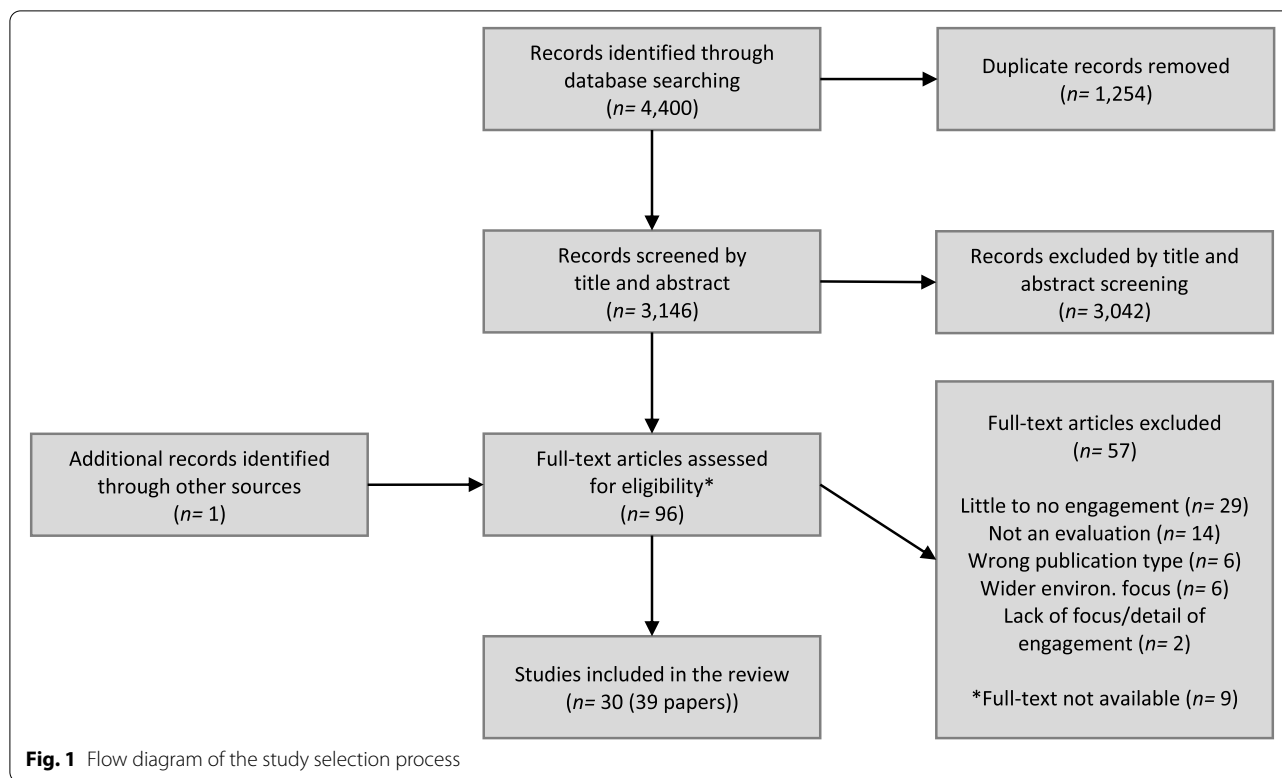 Records identified through
database searching
(n= 4,400)
Duplicate records removed
(n= 1,254)
Records screened by
title and abstract
(n= 3,146)
Records excluded by title and
abstract screening
(n= 3,042)
Additional records identified
through other sources
(n= 1)
Full-text articles assessed
for eligibility*
(n= 96)
Full-text articles excluded
(n= 57)
Little to no engagement (n= 29)
Not an evaluation (n= 14)
Wrong publication type (n= 6)
Wider environ. focus (n= 6)
Lack of focus/detail of
engagement (n= 2)
*Full-text not available (n= 9)
Studies included in the review
(n= 30 (39 papers))
Fig. 1 Flow diagram of the study selection process